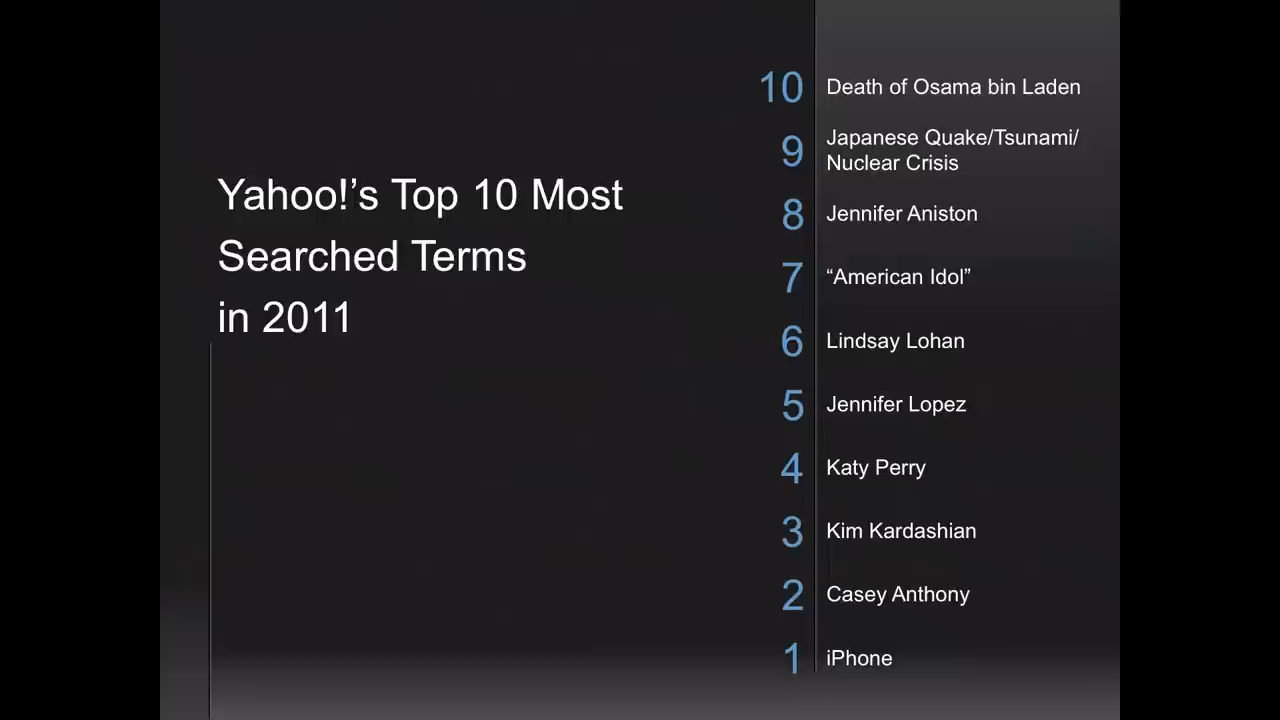 Yahoo!’s Top 10 Most
Searched Terms
in 2011
10 Death of Osama bin Laden
9 Japanese Quake/Tsunami/
Nuclear Crisis
8 Jennifer Aniston
7 “American Idol”
6 Lindsay Lohan
5 Jennifer Lopez
4 Katy Perry
3 Kim Kardashian
2 Casey Anthony
1 iPhone